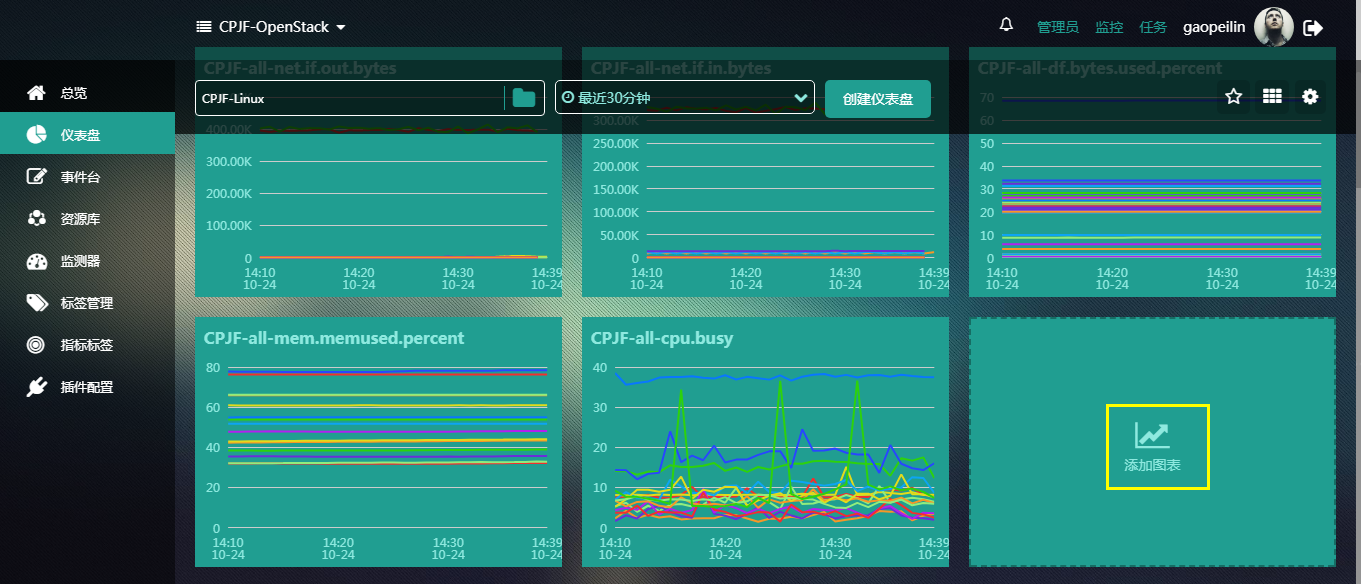 CPJF-OpenStack
管理员 监控 任务 gaopeilin
CPJF-all-net.if.out.bytes
CPJF-all-net.if.in.bytes
CPJF-all-df.bytes.used.percent
CPJF-Linux
最近30分钟
创建仪表盘
总览
仪表盘
事件台
资源库
监测器
标签管理
指标标签
插件配置
400.00K
300.00K
200.00K
100.00K
0
14:10 14:20 14:30 14:39
10-24 10-24 10-24 10-24
300.00K
250.00K
200.00K
150.00K
100.00K
50.00K
0
14:10 14:20 14:30 14:39
10-24 10-24 10-24 10-24
70
60
50
40
30
20
10
0
14:10 14:20 14:30 14:39
10-24 10-24 10-24 10-24
CPJF-all-mem.memused.percent
80
60
40
20
0
14:10 14:20 14:30 14:39
10-24 10-24 10-24 10-24
CPJF-all-cpu.busy
40
30
20
10
0
14:10 14:20 14:30 14:39
10-24 10-24 10-24 10-24
添加图表